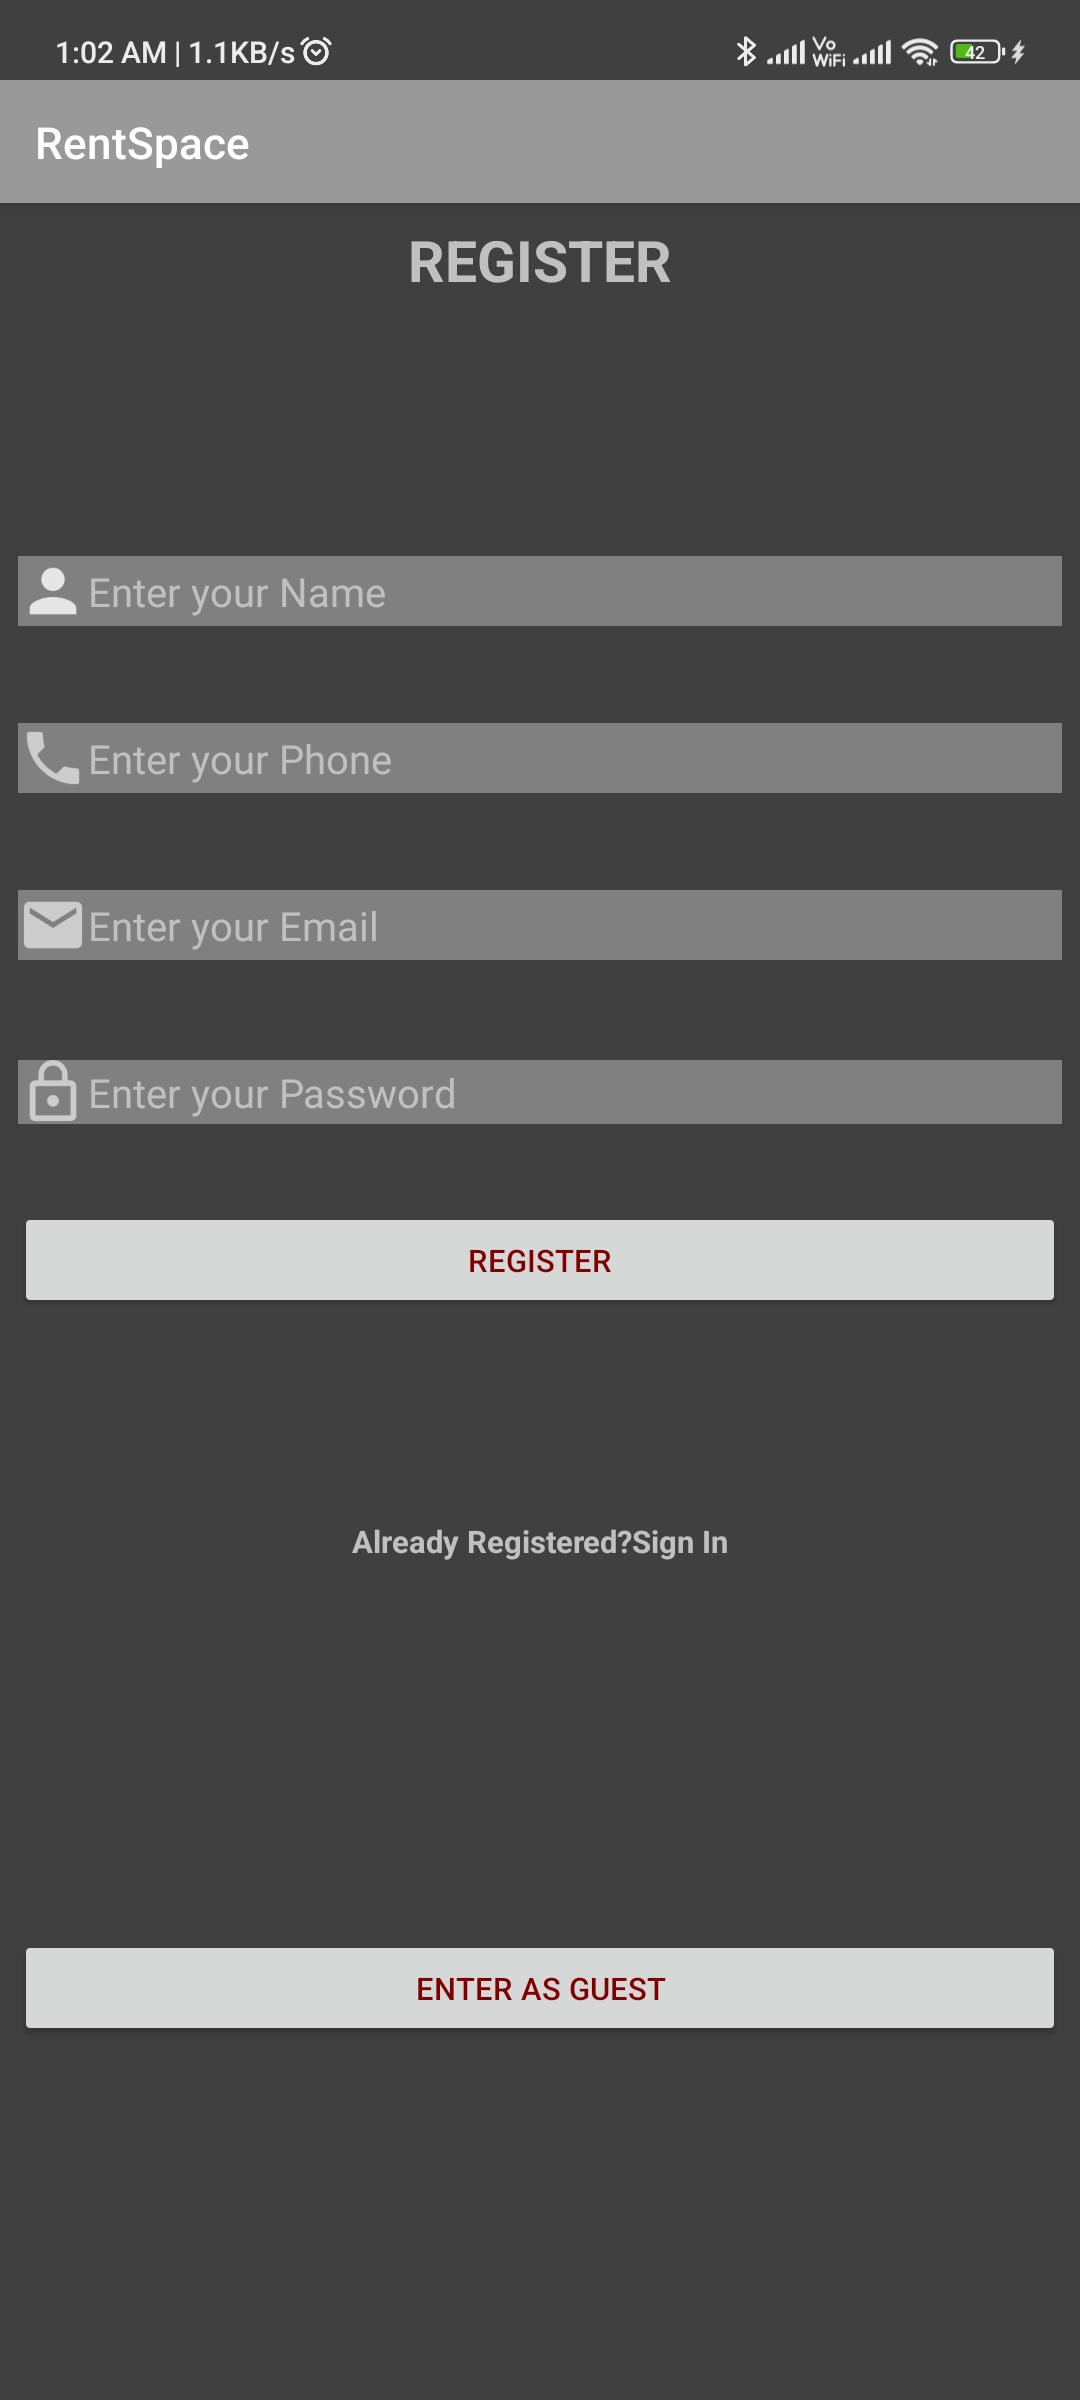 1:02 AM | 1.1KB/s Vo WiFi 42
RentSpace
REGISTER
Enter your Name
Enter your Phone
Enter your Email
Enter your Password
REGISTER
Already Registered?Sign In
ENTER AS GUEST